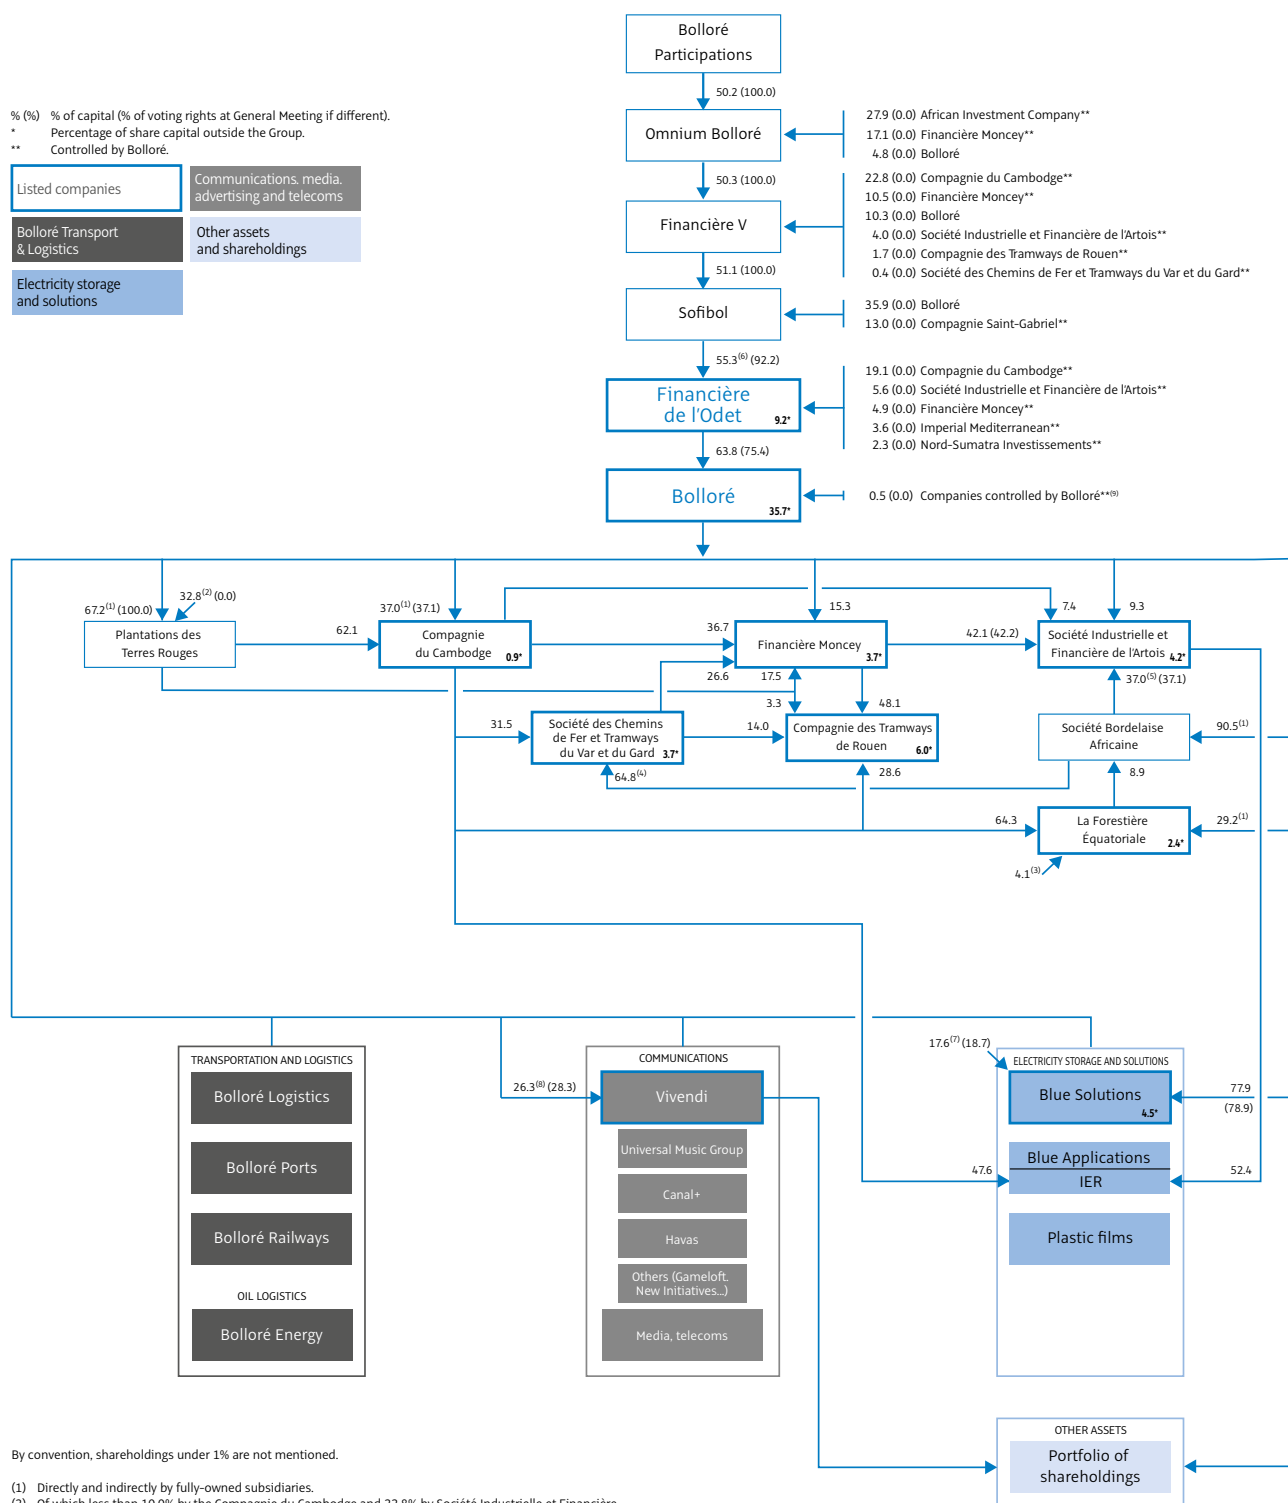 Bolloré
Participations
50.2 (100.0)
% (%) % of capital (% of voting rights at General Meeting if different).
* Percentage of share capital outside the Group.
** Controlled by Bolloré.
Listed companies
Communications, media,
advertising and telecoms
Bolloré Transport
& Logistics
Other assets
and shareholdings
Electricity storage
and solutions
Omnium Bolloré
27.9 (0.0) African Investment Company**
17.1 (0.0) Financière Moncey**
4.8 (0.0) Bolloré
50.3 (100.0)
Financière V
22.8 (0.0) Compagnie du Cambodge**
10.5 (0.0) Financière Moncey**
10.3 (0.0) Bolloré
4.0 (0.0) Société Industrielle et Financière de l'Artois**
1.7 (0.0) Compagnie des Tramways de Rouen**
0.4 (0.0) Société des Chemins de Fer et Tramways du Var et du Gard**
51.1 (100.0)
Sofibol
35.9 (0.0) Bolloré
13.0 (0.0) Compagnie Saint-Gabriel**
55.3(6) (92.2)
Financière
de l'Odet
9.2*
19.1 (0.0) Compagnie du Cambodge**
5.6 (0.0) Société Industrielle et Financière de l'Artois**
4.9 (0.0) Financière Moncey**
3.6 (0.0) Imperial Mediterranean**
2.3 (0.0) Nord-Sumatra Investissements**
63.8 (75.4)
Bolloré
35.7*
0.5 (0.0) Companies controlled by Bolloré**(9)
67.2(1) (100.0)
32.8(2) (0.0)
37.0(1) (37.1)
15.3
7.4
9.3
Plantations des
Terres Rouges
62.1
Compagnie
du Cambodge
0.9*
36.7
26.6
Financière Moncey
3.7*
42.1 (42.2)
Société Industrielle et
Financière de l'Artois
4.2*
17.5
3.3
48.1
37.0(5) (37.1)
31.5
Société des Chemins
de Fer et Tramways
du Var et du Gard
3.7*
14.0
Compagnie des Tramways
de Rouen
6.0*
Société Bordelaise
Africaine
90.5(1)
64.8(4)
28.6
8.9
64.3
La Forestière
Équatoriale
2.4*
29.2(1)
4.1(3)
TRANSPORTATION AND LOGISTICS
Bolloré Logistics
Bolloré Ports
Bolloré Railways
OIL LOGISTICS
Bolloré Energy
COMMUNICATIONS
26.3(8) (28.3)
Vivendi
Universal Music Group
Canal+
Havas
Others (Gameloft,
New Initiatives...)
Media, telecoms
17.6(7) (18.7)
ELECTRICITY STORAGE AND SOLUTIONS
Blue Solutions
4.5*
77.9
(78.9)
47.6
Blue Applications
IER
52.4
Plastic films
OTHER ASSETS
Portfolio of
shareholdings
By convention, shareholdings under 1% are not mentioned.
(1) Directly and indirectly by fully-owned subsidiaries.